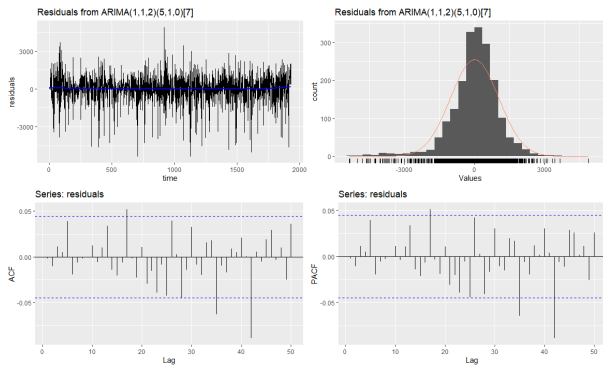 Residuals from ARIMA(1,1,2)(5,1,0)[7]
3000
0
-3000
residuals
0
500
1000
1500
2000
time
Residuals from ARIMA(1,1,2)(5,1,0)[7]
300
200
100
0
count
-3000
0
3000
Values
Series: residuals
0.05
0.00
-0.05
ACF
0
10
20
30
40
50
Lag
Series: residuals
0.05
0.00
-0.05
PACF
0
10
20
30
40
50
Lag